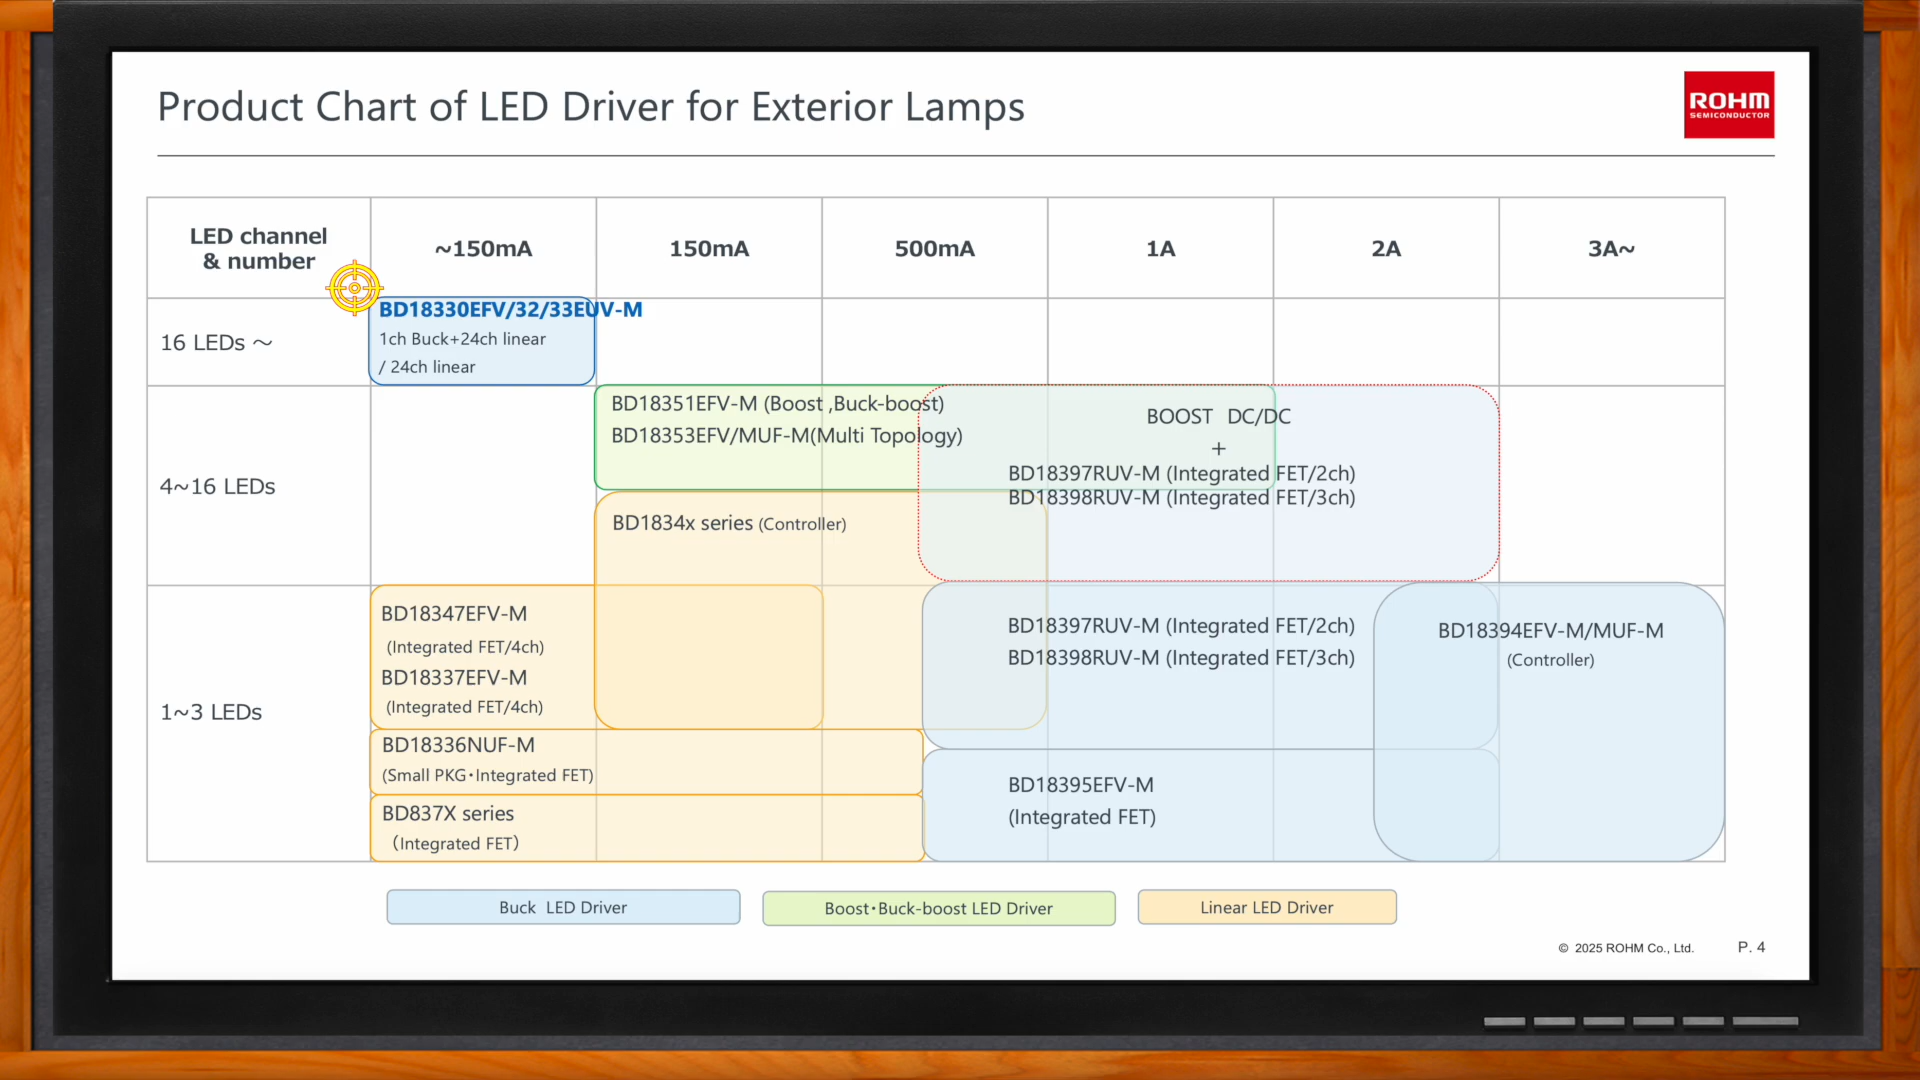 Product Chart of LED Driver for Exterior Lamps
ROHM
SEMICONDUCTOR
LED channel
& number
~150mA
150mA
500mA
1A
2A
3A~
16 LEDs ～
BD18330EFV/32/33EUV-M
1ch Buck+24ch linear
/ 24ch linear
4~16 LEDs
BD18351EFV-M (Boost ,Buck-boost)
BD18353EFV/MUF-M(Multi Topology)
BOOST DC/DC
+
BD18397RUV-M (Integrated FET/2ch)
BD18398RUV-M (Integrated FET/3ch)
BD1834x series (Controller)
1~3 LEDs
BD18347EFV-M
(Integrated FET/4ch)
BD18337EFV-M
(Integrated FET/4ch)
BD18336NUF-M
(Small PKG・Integrated FET)
BD837X series
（Integrated FET）
BD18397RUV-M (Integrated FET/2ch)
BD18398RUV-M (Integrated FET/3ch)
BD18395EFV-M
(Integrated FET)
BD18394EFV-M/MUF-M
(Controller)
Buck LED Driver
Boost・Buck-boost LED Driver
Linear LED Driver
© 2025 ROHM Co., Ltd.
P. 4